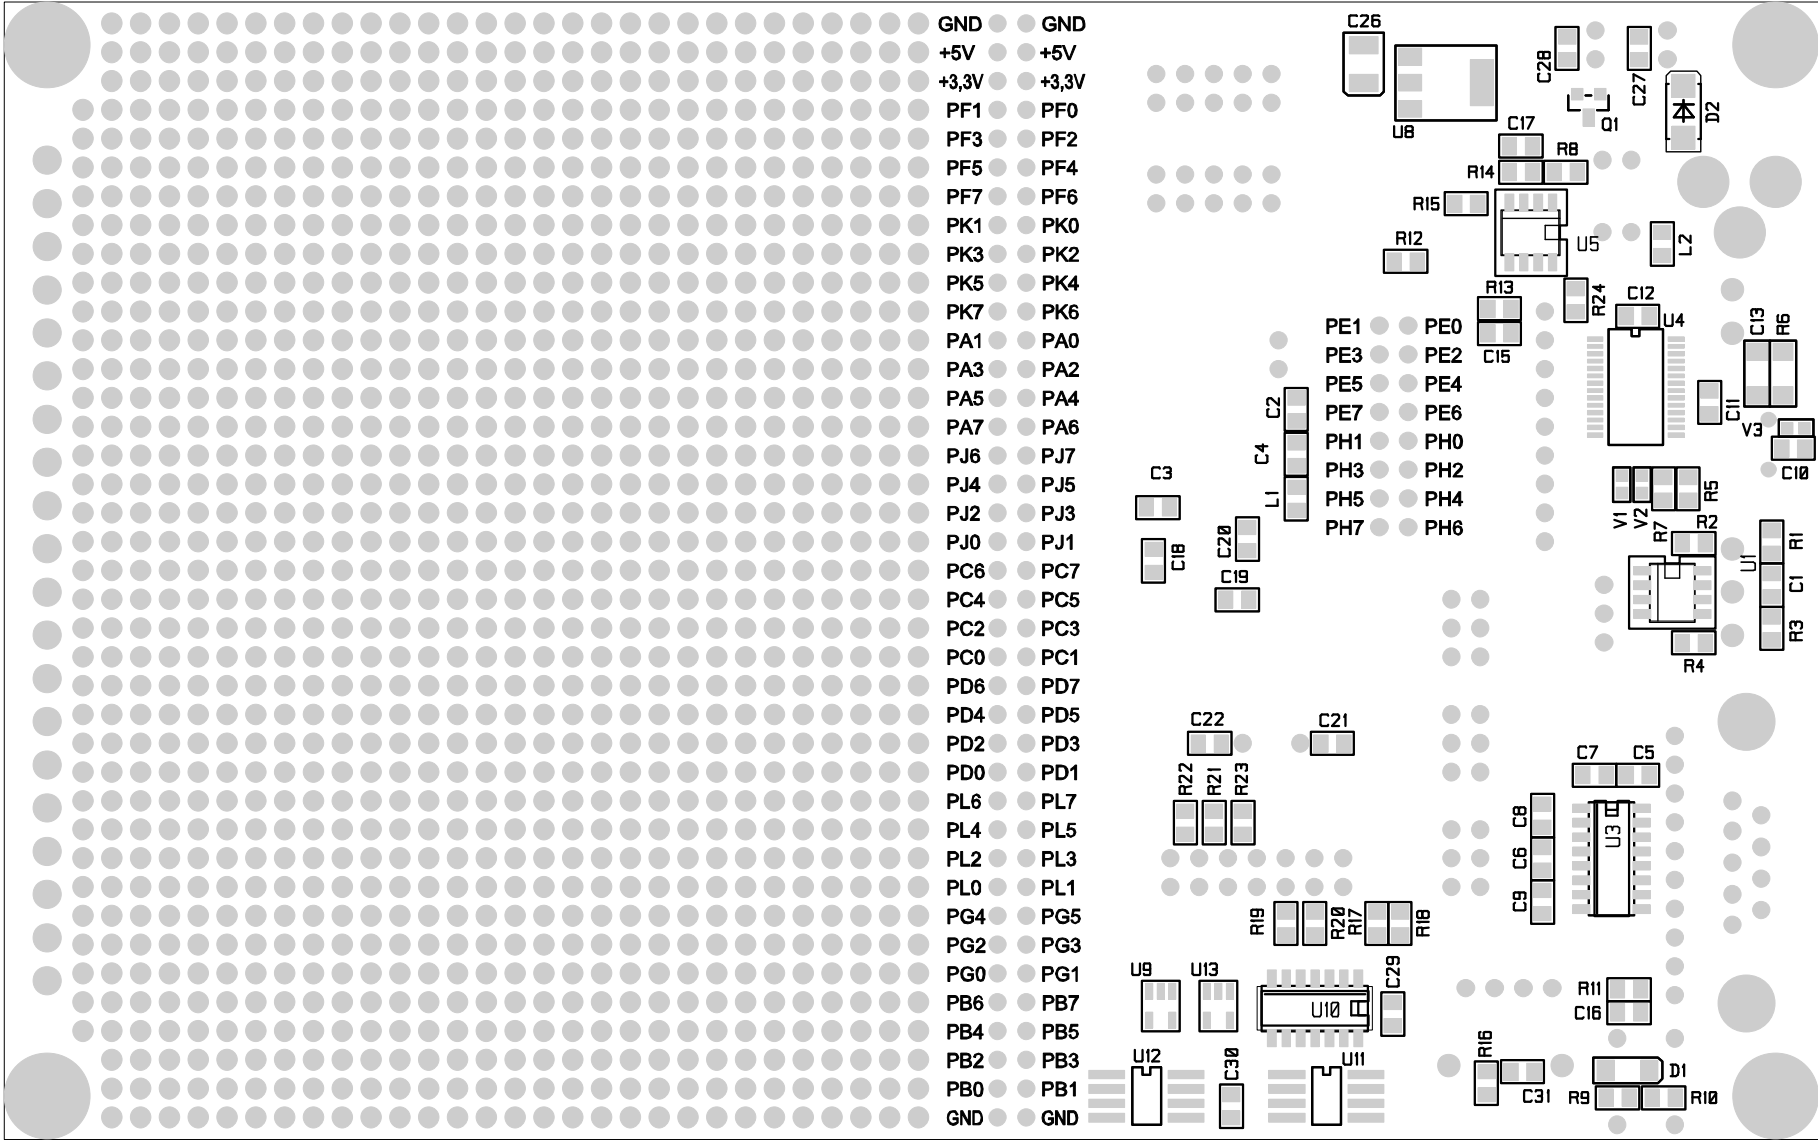 GND GND
+5V +5V
+3,3V +3,3V
PF1 PF0
PF3 PF2
PF5 PF4
PF7 PF6
PK1 PK0
PK3 PK2
PK5 PK4
PK7 PK6
PA1 PA0
PA3 PA2
PA5 PA4
PA7 PA6
PJ6 PJ7
PJ4 PJ5
PJ2 PJ3
PJ0 PJ1
PC6 PC7
PC4 PC5
PC2 PC3
PC0 PC1
PD6 PD7
PD4 PD5
PD2 PD3
PD0 PD1
PL6 PL7
PL4 PL5
PL2 PL3
PL0 PL1
PG4 PG5
PG2 PG3
PG0 PG1
PB6 PB7
PB4 PB5
PB2 PB3
PB0 PB1
GND GND
C26
U8
C28
C27
Q1
D2
C17
R14
R8
R15
U5
R12
L2
R13
R24
C12
U4
C15
C13
R6
PE1 PE0
PE3 PE2
PE5 PE4
PE7 PE6
PH1 PH0
PH3 PH2
PH5 PH4
PH7 PH6
C2
C4
L1
C11
V3
C10
C3
C18
C20
C19
V1
V2
R7
R5
R2
U1
R1
C1
R3
R4
C22
C21
R22
R21
R23
C7
C5
C8
C6
C9
U3
R19
R20
R17
R18
U9
U13
U10
C29
R11
C16
U12
C30
U11
R16
C31
D1
R9
R10